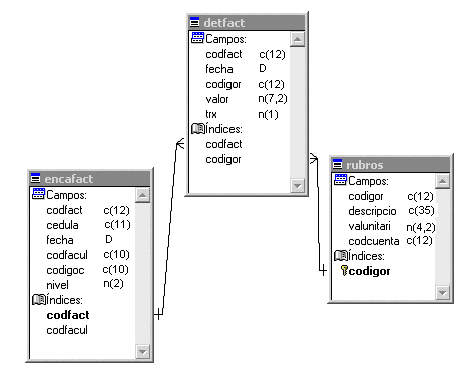 detfact
Campos:
codfact c(12)
fecha D
codigor c(12)
valor n(7,2)
trx n(1)
Índices:
codfact
codigor
encafact
Campos:
codfact c(12)
cedula c(11)
fecha D
codfacul c(10)
codigoc c(10)
nivel n(2)
Índices:
codfact
codfacul
rubros
Campos:
codigor c(12)
descripcio c(35)
valunitari n(4,2)
codcuenta c(12)
Índices:
codigor